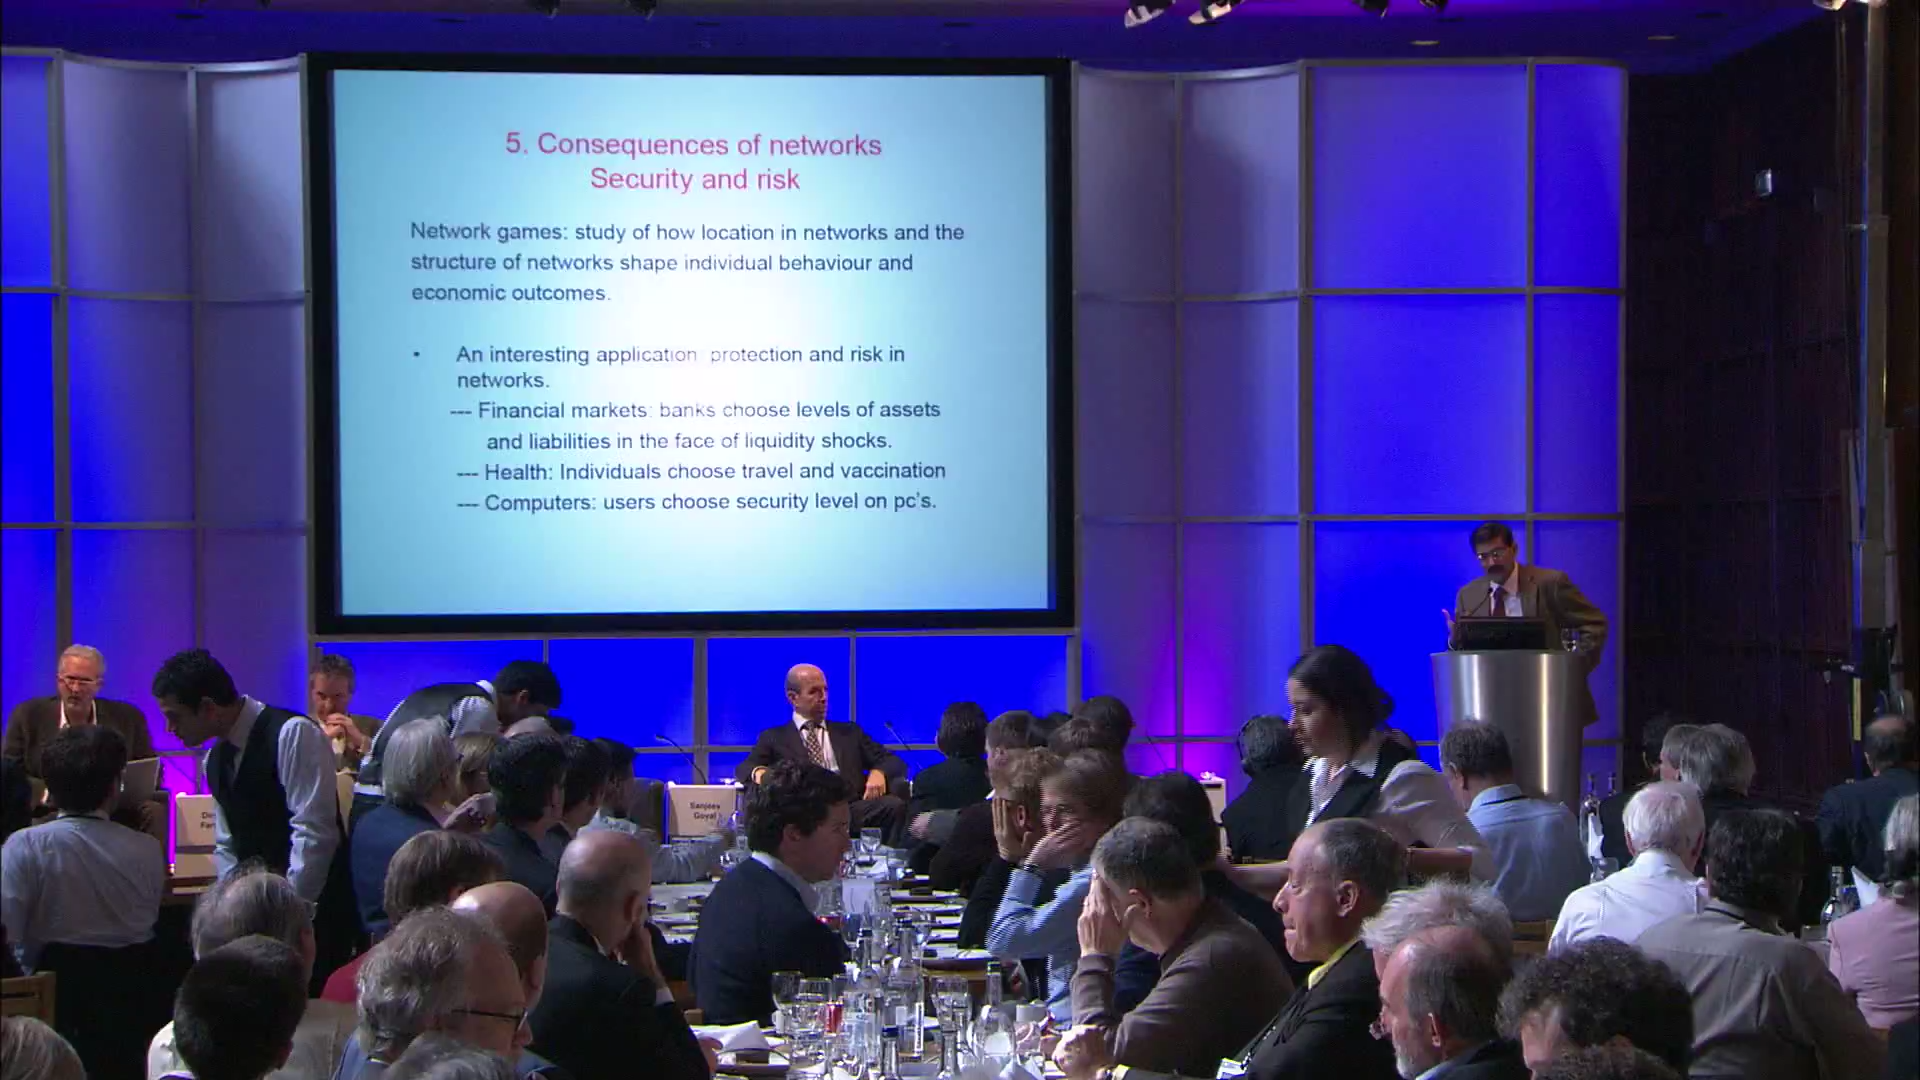 5. Consequences of networks
Security and risk
Network games: study of how location in networks and the
structure of networks shape individual behaviour and
economic outcomes.
• An interesting application protection and risk in
networks.
--- Financial markets: banks choose levels of assets
and liabilities in the face of liquidity shocks.
--- Health: Individuals choose travel and vaccination
--- Computers: users choose security level on pc's.
Sanjeev
Goyal